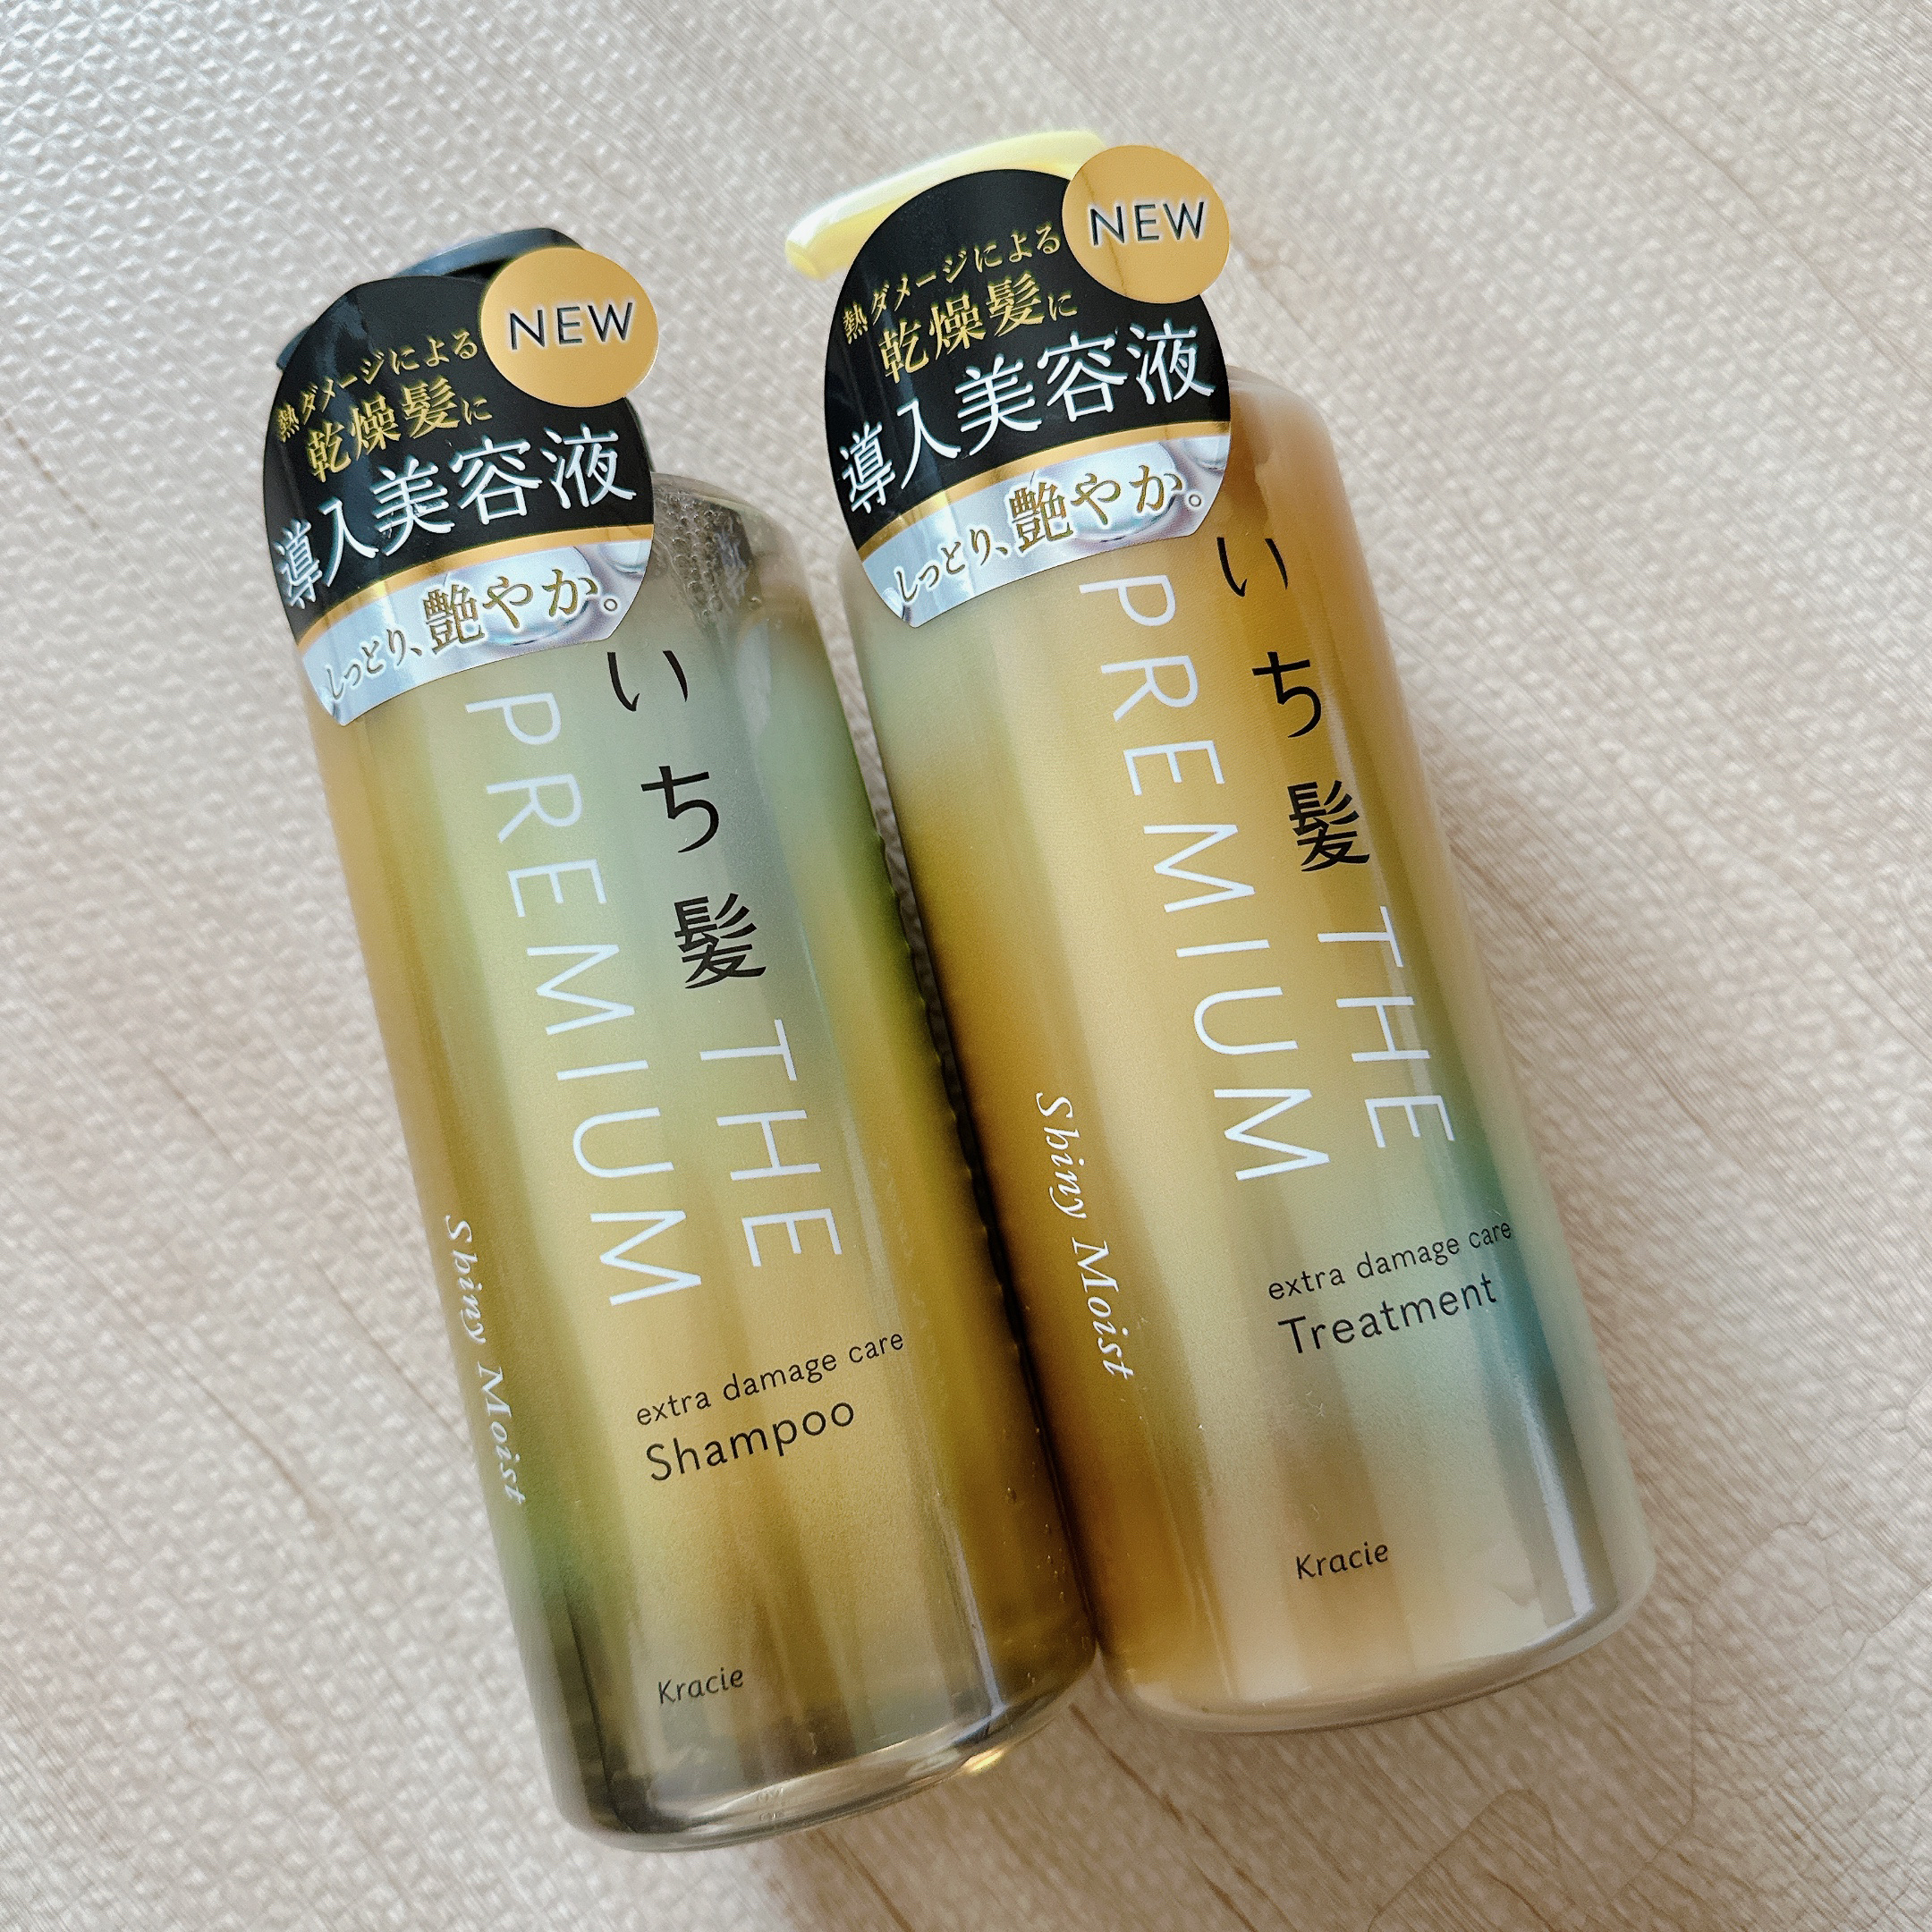 NEW
熱ダメージによる
乾燥髪に
導入美容液
しっとり、艶やか。
いち髪 THE
PREMIUM
Shiny Moist
extra damage care
Shampoo
Kracie
NEW
熱ダメージによる
乾燥髪に
導入美容液
しっとり、艶やか。
いち髪 THE
PREMIUM
Shiny Moist
extra damage care
Treatment
Kracie